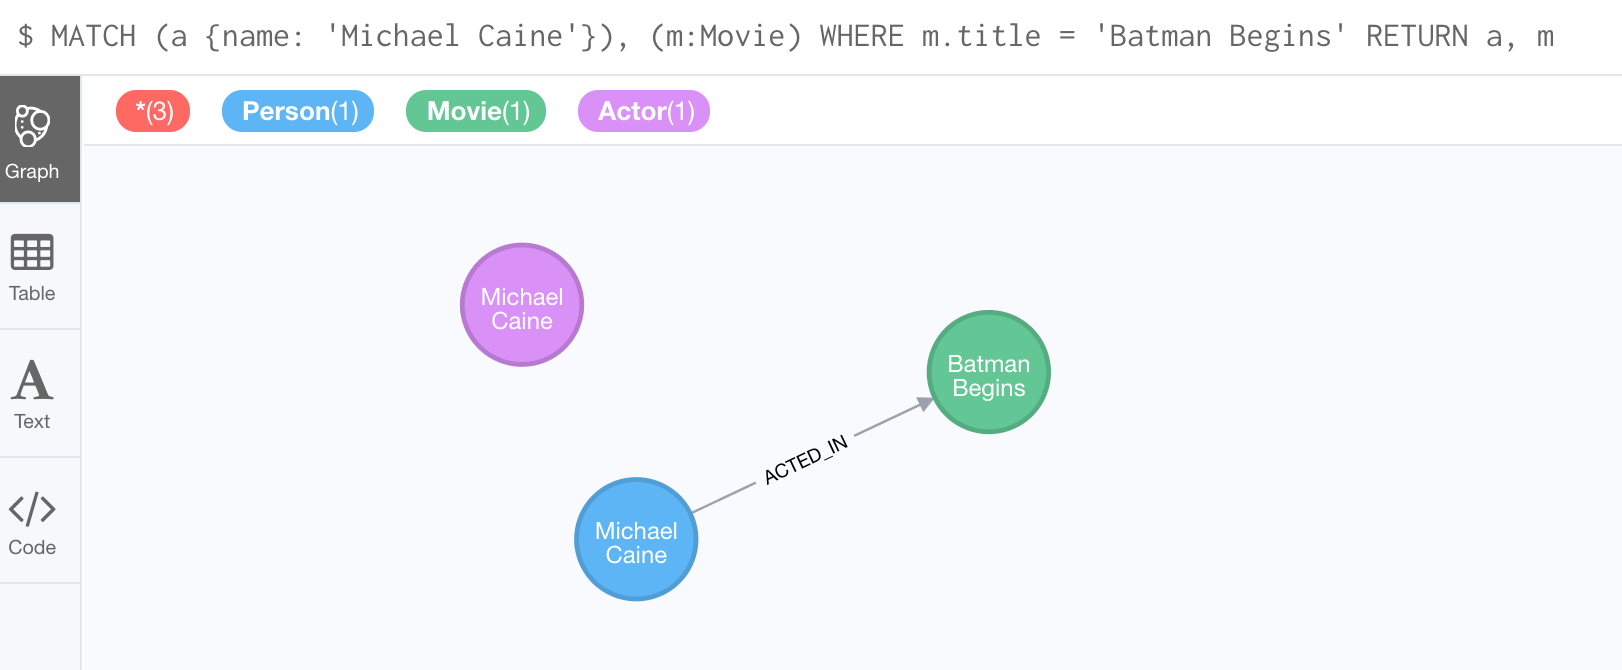 $ MATCH (a {name: 'Michael Caine'}), (m:Movie) WHERE m.title = 'Batman Begins' RETURN a, m
*(3) Person(1) Movie(1) Actor(1)
Graph
Table
Text
Code
Michael
Caine
Batman
Begins
ACTED_IN
Michael
Caine